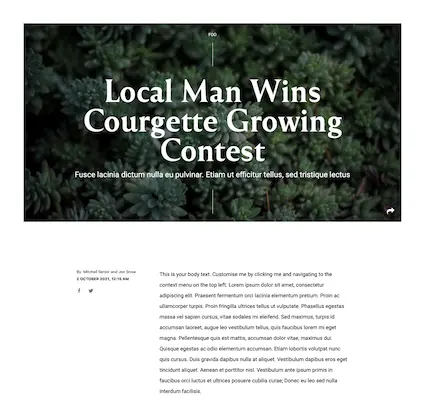 FOO
Local Man Wins
Courgette Growing
Contest
Fusce lacinia dictum nulla eu pulvinar. Etiam ut efficitur tellus, sed tristique lectus
By Mitchell Senior and Jon Snow
2 OCTOBER 2021, 12:18 AM
This is your body text. Customise me by clicking me and navigating to the
context menu on the top left. Lorem ipsum dolor sit amet, consectetur
adipiscing elit. Praesent fermentum orci lacinia elementum pretium. Proin ac
ullamcorper turpis. Proin fringilla ultrices tellus ut vulputate. Phasellus egestas
massa vel sapien cursus, vitae sodales mi eleifend. Sed maximus, turpis id
accumsan laoreet, augue leo vestibulum tellus, quis faucibus lorem mi eget
magna. Pellentesque quis est maximus, accumsan dolor vitae, maximus dui.
Quisque egestas ac odio elementum accumsan. Etiam lobortis volutpat nunc
quis cursus. Duis gravida dapibus nulla at aliquet. Vestibulum dapibus eros eget
tincidunt aliquet. Aenean et porttitor nisl. Vestibulum ante ipsum primis in
faucibus orci luctus et ultrices posuere cubilia curae; Donec eu leo sed nulla
interdum facilisis.